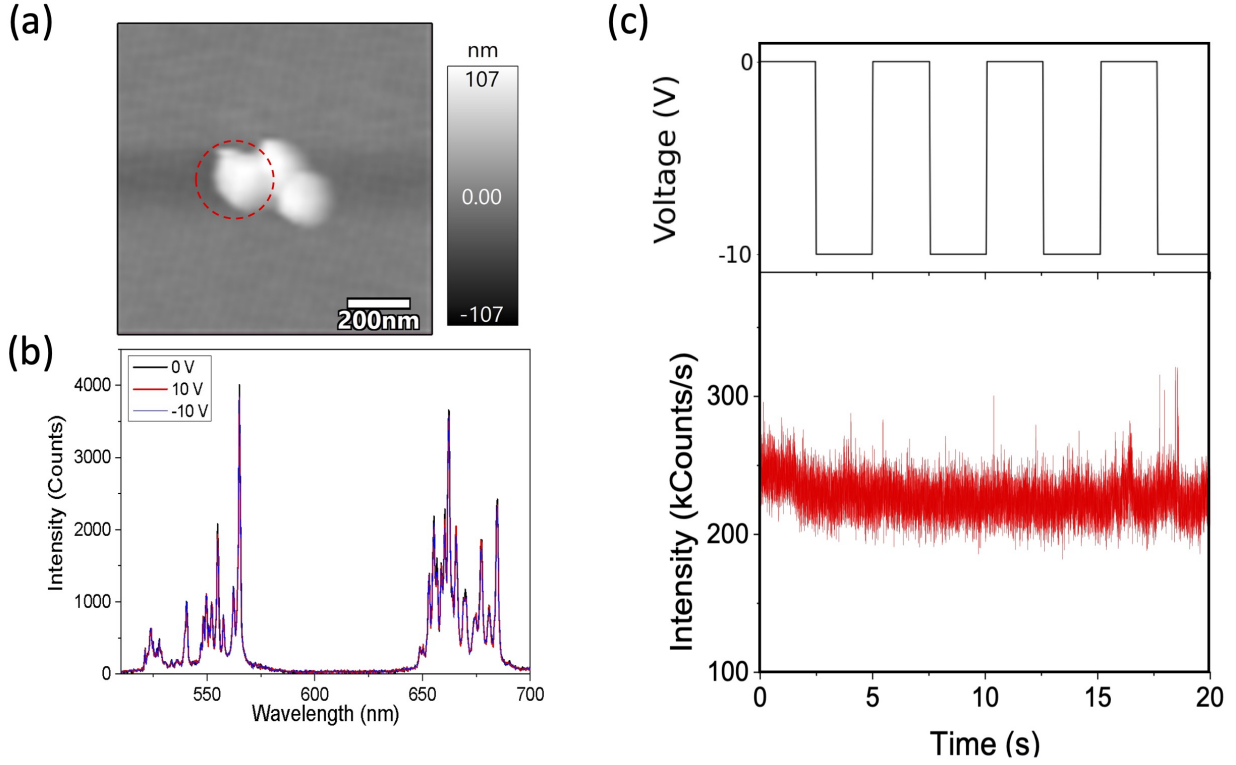 (a)
nm
107
0.00
-107
200nm
(b)
0 V
10 V
-10 V
Intensity (Counts)
4000
3000
2000
1000
0
550
600
650
700
Wavelength (nm)
(c)
Voltage (V)
0
-10
Intensity (kCounts/s)
300
200
100
0
5
10
15
20
Time (s)